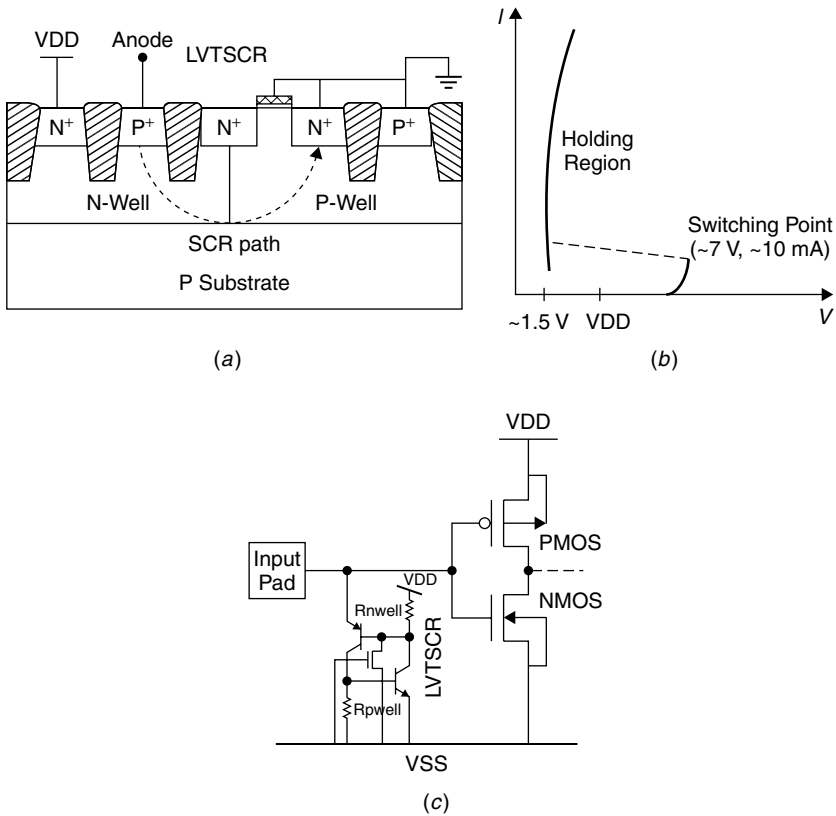 VDD
Anode
LVTSCR
N+
P+
N+
N+
P+
N-Well
P-Well
SCR path
P Substrate
(a)
I
Holding
Region
Switching Point
(~7 V, ~10 mA)
~1.5 V
VDD
V
(b)
VDD
Input
Pad
PMOS
VDD
Rnwell
NMOS
LVTSCR
Rpwell
VSS
(c)